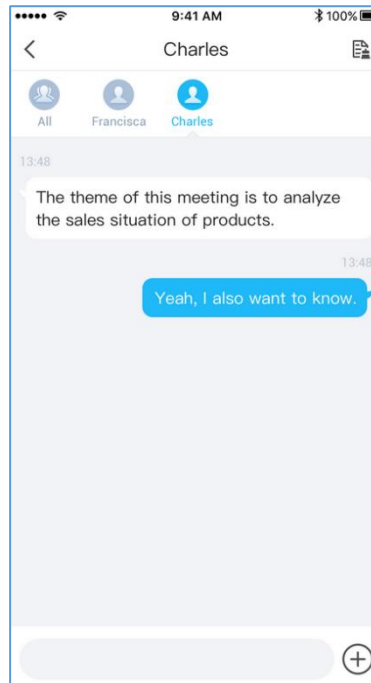 9:41 AM
100%
Charles
All
Francisca
Charles
13:48
The theme of this meeting is to analyze
the sales situation of products.
13:48
Yeah, I also want to know.